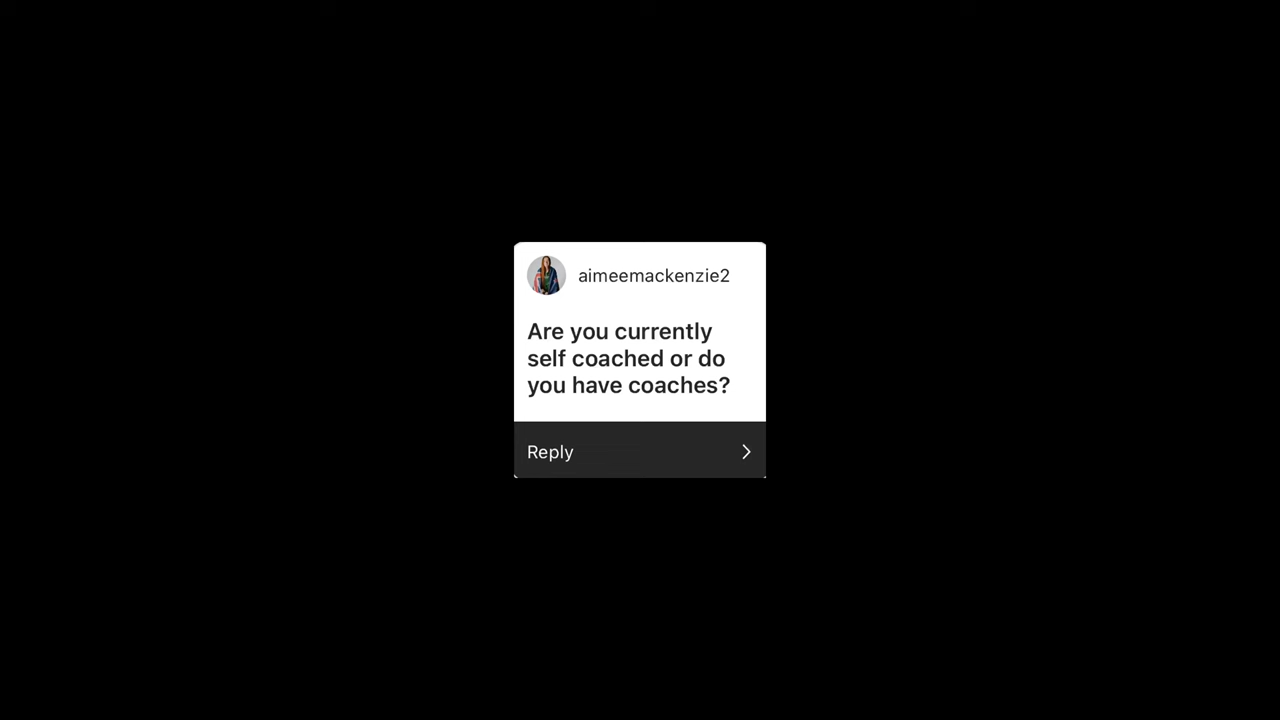 aimeemackenzie2
Are you currently
self coached or do
you have coaches?
Reply